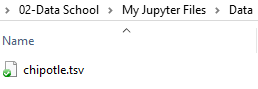 > 02-Data School > My Jupyter Files > Data
Name
chipotle.tsv